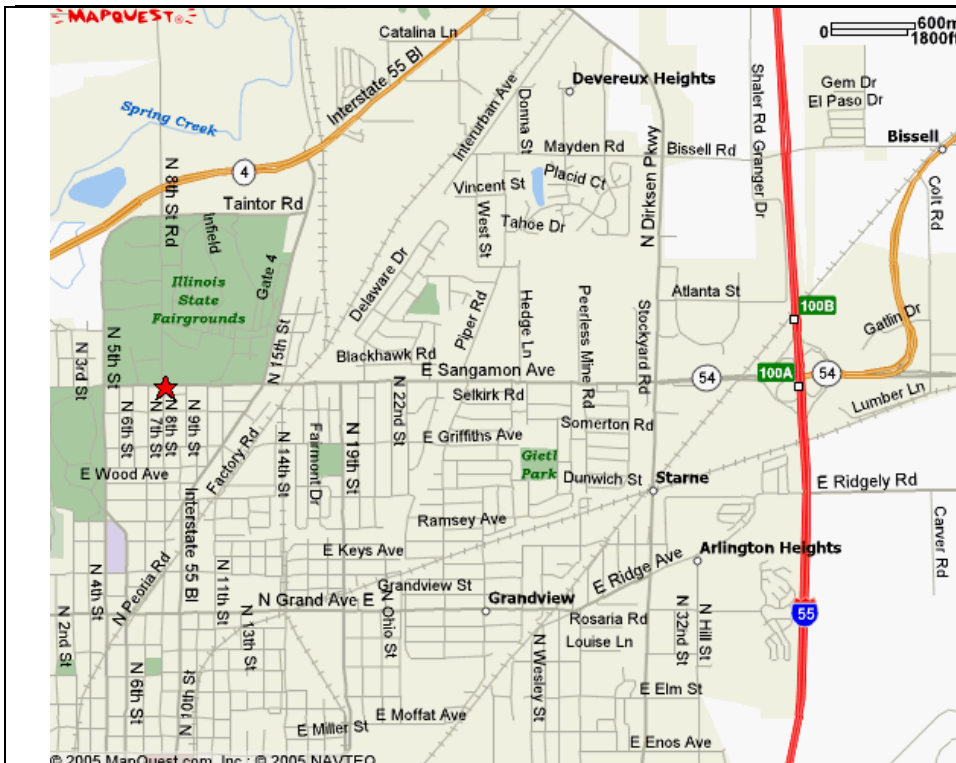 MAPQUEST®
600m
0
1800ft
Catalina Ln
Interstate 55 Bl
Interurban Ave
Devereux Heights
Donna St
Shaler Rd
Granger Dr
Gem Dr
El Paso Dr
Spring Creek
Bissell
N 8th St Rd
4
Mayden Rd
Bissell Rd
N Dirksen Pkwy
Placid Ct
Vincent St
Colt Rd
Taintor Rd
West St
Tahoe Dr
Infield
Gate 4
Illinois
State
Fairgrounds
Delaware Dr
Atlanta St
100B
Gatlin Dr
Piper Rd
Hedge Ln
Peerless Mine Rd
Stockyard Rd
N 15th St
N 5th St
N 3rd St
Blackhawk Rd
E Sangamon Ave
54
100A
54
Lumber Ln
Selkirk Rd
N 22nd St
N 6th St
N 7th St
N 8th St
N 9th St
Somerton Rd
E Griffiths Ave
Factory Rd
N 14th St
Fairmont Dr
N 19th St
Gietl
Park
E Wood Ave
Dunwich St
Starne
E Ridgely Rd
Interstate 55 Bl
Ramsey Ave
Carver Rd
E Keys Ave
Arlington Heights
E Ridge Ave
N Peoria Rd
N 4th St
N 11th St
Grandview St
N Grand Ave E
Grandview
N Ohio St
55
N 2nd St
N 13th St
Rosaria Rd
Louise Ln
N 32nd St
N Hill St
N Wesley St
N 6th St
N 10th St
E Elm St
E Moffat Ave
E Miller St
E Enos Ave
© 2005 MapQuest.com, Inc.; © 2005 NAVTEQ